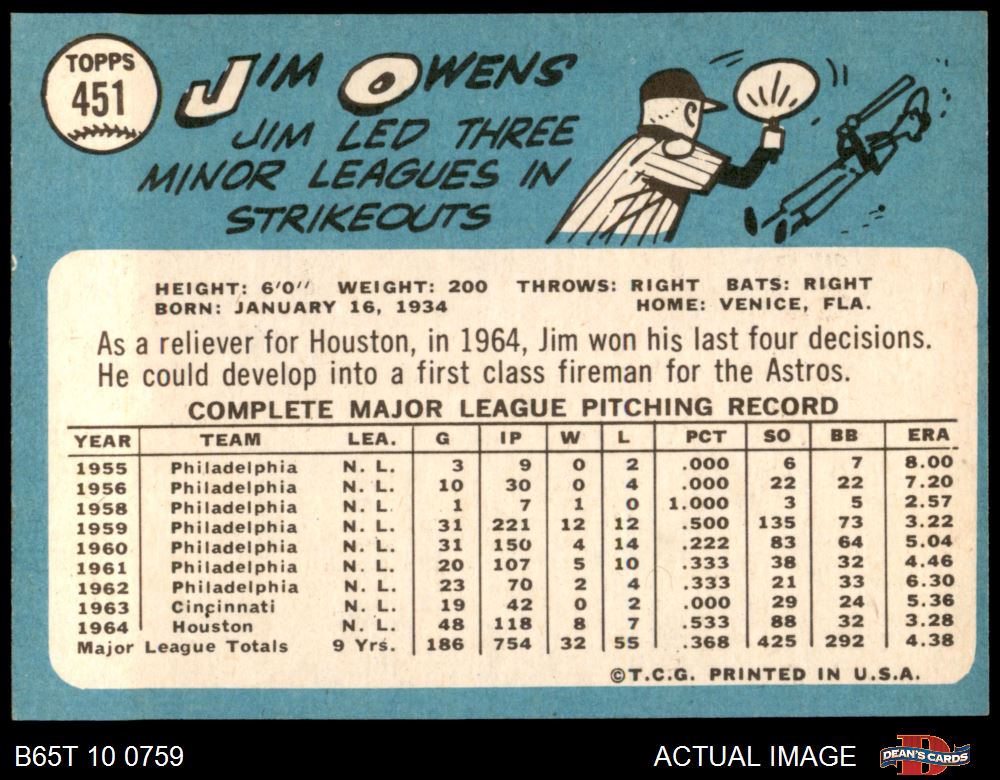 TOPPS
451
JIM OWENS
JIM LED THREE
MINOR LEAGUES IN
STRIKEOUTS
HEIGHT: 6'0" WEIGHT: 200 THROWS: RIGHT BATS: RIGHT
BORN: JANUARY 16, 1934 HOME: VENICE, FLA.
As a reliever for Houston, in 1964, Jim won his last four decisions.
He could develop into a first class fireman for the Astros.
COMPLETE MAJOR LEAGUE PITCHING RECORD
YEAR TEAM LEA. G IP W L PCT SO BB ERA
1955 Philadelphia N. L. 3 9 0 2 .000 6 7 8.00
1956 Philadelphia N. L. 10 30 0 4 .000 22 22 7.20
1958 Philadelphia N. L 1 7 1 0 1.000 3 5 2.57
1959 Philadelphia N. L. 31 221 12 12 .500 135 73 3.22
1960 Philadelphia N. L. 31 150 4 14 .222 83 64 5.04
1961 Philadelphia N. L. 20 107 5 10 .333 38 32 4.46
1962 Philadelphia N. L. 23 70 2 4 .333 21 33 6.30
1963 Cincinnati N. L. 19 42 0 2 .000 29 24 5.36
1964 Houston N. L. 48 118 8 7 .533 88 32 3.28
Major League Totals 9 Yrs. 186 754 32 55 .368 425 292 4.38
©T.C.G. PRINTED IN U.S.A.
B65T 10 0759 ACTUAL IMAGE DEAN'S CARDS